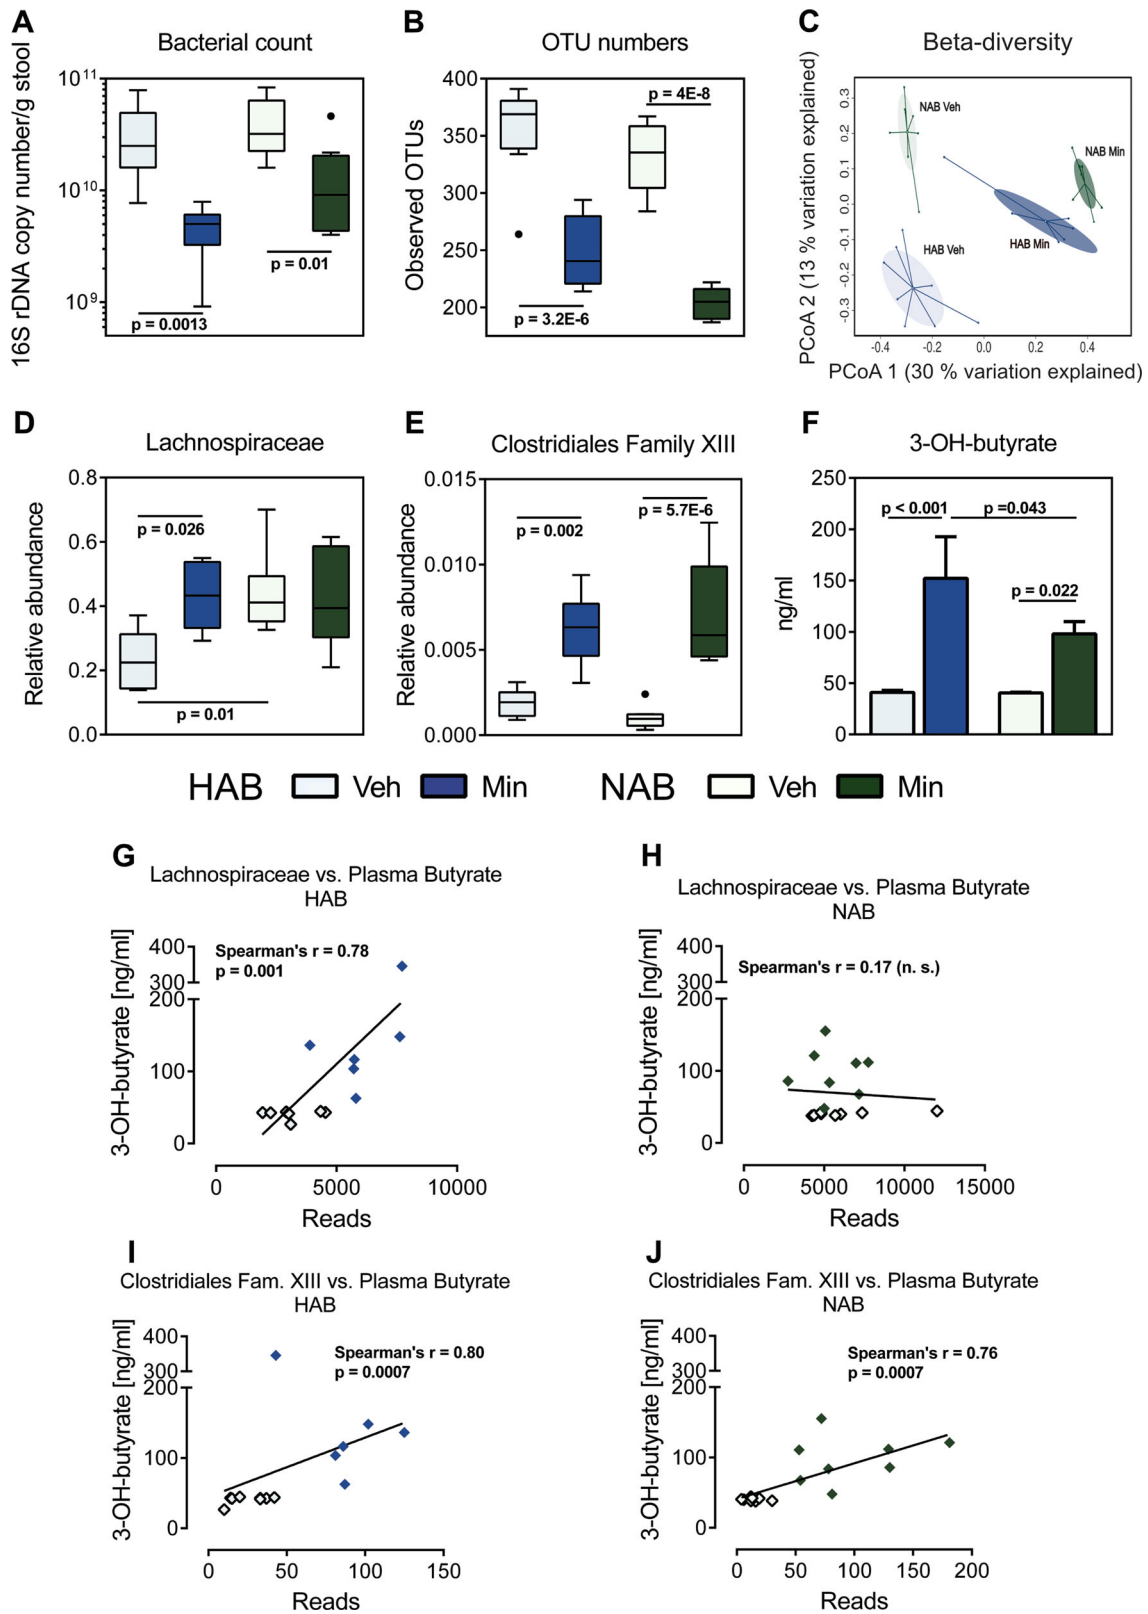 A
Bacterial count
16S rDNA copy number/g stool
10^11
10^10
10^9
p = 0.0013
p = 0.01
B
OTU numbers
Observed OTUs
400
350
300
250
200
p = 3.2E-6
p = 4E-8
C
Beta-diversity
PCoA 2 (13 % variation explained)
0.3
0.2
0.1
0.0
-0.1
-0.2
-0.3
NAB Veh
NAB Min
HAB Min
HAB Veh
-0.4
-0.2
0.0
0.2
0.4
PCoA 1 (30 % variation explained)
D
Lachnospiraceae
Relative abundance
0.8
0.6
0.4
0.2
0.0
p = 0.026
p = 0.01
E
Clostridiales Family XIII
Relative abundance
0.015
0.010
0.005
0.000
p = 0.002
p = 5.7E-6
F
3-OH-butyrate
ng/ml
250
200
150
100
50
0
p < 0.001
p =0.043
p = 0.022
HAB Veh Min NAB Veh Min
G
Lachnospiraceae vs. Plasma Butyrate
HAB
3-OH-butyrate [ng/ml]
400
300
200
100
0
Spearman's r = 0.78
p = 0.001
0 5000 10000
Reads
H
Lachnospiraceae vs. Plasma Butyrate
NAB
3-OH-butyrate [ng/ml]
400
300
200
100
0
Spearman's r = 0.17 (n. s.)
0 5000 10000 15000
Reads
I
Clostridiales Fam. XIII vs. Plasma Butyrate
HAB
3-OH-butyrate [ng/ml]
400
300
200
100
0
Spearman's r = 0.80
p = 0.0007
0 50 100 150
Reads
J
Clostridiales Fam. XIII vs. Plasma Butyrate
NAB
3-OH-butyrate [ng/ml]
400
300
200
100
0
Spearman's r = 0.76
p = 0.0007
0 50 100 150 200
Reads